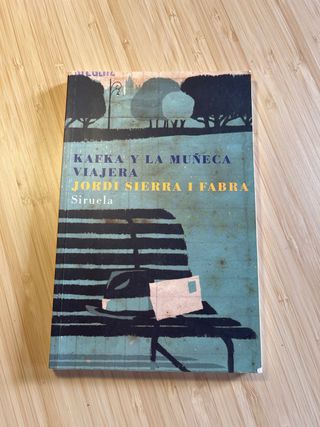 KAFKA Y LA MUÑECA
VIAJERA
JORDI SIERRA I FABRA
Siruela